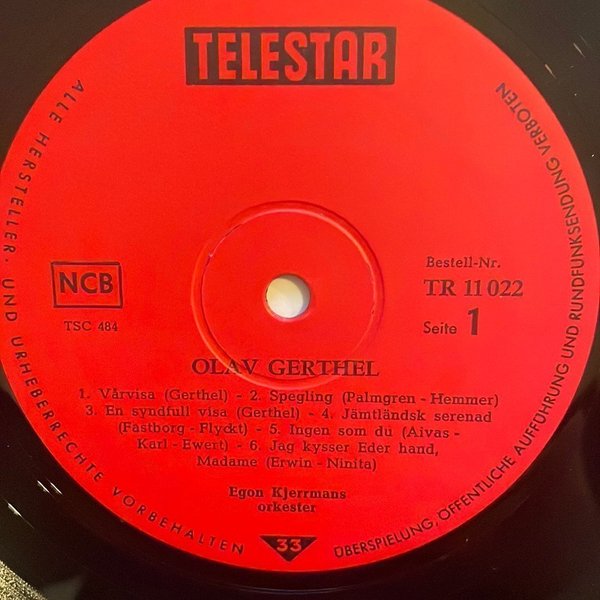 TELESTAR
ALLE HERSTELLER- UND URHEBERRECHTE VORBEHALTEN
ÜBERSPIELUNG, ÖFFENTLICHE AUFFÜHRUNG UND RUNDFUNKSENDUNG VERBOTEN
NCB
TSC 484
Bestell-Nr.
TR 11 022
Seite 1
OLAV GERTHEL
1. Vårvisa (Gerthel) - 2. Spegling (Palmgren - Hemmer)
3. En syndfull visa (Gerthel) - 4. Jämtländsk serenad
(Fastborg - Flyckt) - 5. Ingen som du (Aivas -
Karl - Ewert) - 6. Jag kysser Eder hand,
Madame (Erwin - Ninita)
Egon Kjerrmans
orkester
33